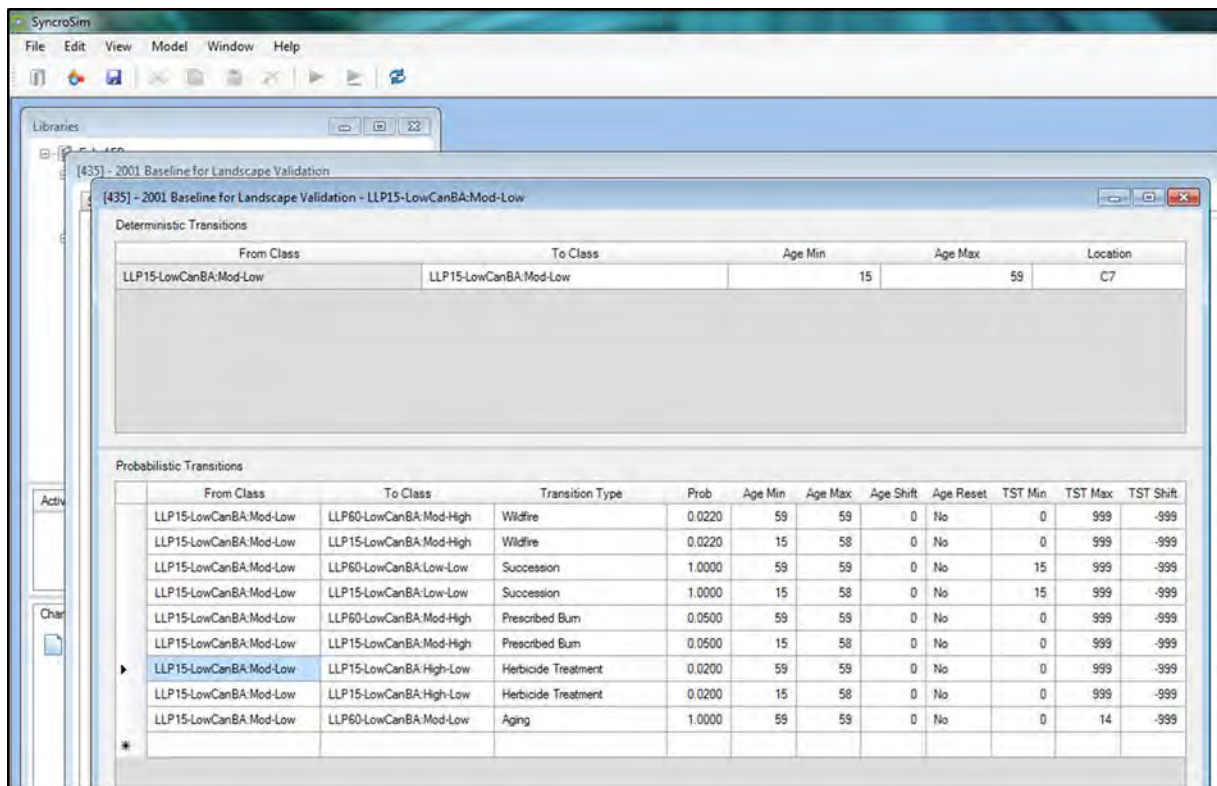 SyncroSim
File Edit View Model Window Help
Libraries
[435] - 2001 Baseline for Landscape Validation
[435] - 2001 Baseline for Landscape Validation - LLP15-LowCanBA:Mod-Low
Deterministic Transitions
From Class To Class Age Min Age Max Location
LLP15-LowCanBA:Mod-Low LLP15-LowCanBA:Mod-Low 15 59 C7
Probabilistic Transitions
From Class To Class Transition Type Prob Age Min Age Max Age Shift Age Reset TST Min TST Max TST Shift
LLP15-LowCanBA:Mod-Low LLP60-LowCanBA:Mod-High Wildfire 0.0220 59 59 0 No 0 999 -999
LLP15-LowCanBA:Mod-Low LLP15-LowCanBA:Mod-High Wildfire 0.0220 15 58 0 No 0 999 -999
LLP15-LowCanBA:Mod-Low LLP60-LowCanBA:Low-Low Succession 1.0000 59 59 0 No 15 999 -999
LLP15-LowCanBA:Mod-Low LLP15-LowCanBA:Low-Low Succession 1.0000 15 58 0 No 15 999 -999
LLP15-LowCanBA:Mod-Low LLP60-LowCanBA:Mod-High Prescribed Burn 0.0500 59 59 0 No 0 999 -999
LLP15-LowCanBA:Mod-Low LLP15-LowCanBA:Mod-High Prescribed Burn 0.0500 15 58 0 No 0 999 -999
LLP15-LowCanBA:Mod-Low LLP15-LowCanBA:High-Low Herbicide Treatment 0.0200 59 59 0 No 0 999 -999
LLP15-LowCanBA:Mod-Low LLP15-LowCanBA:High-Low Herbicide Treatment 0.0200 15 58 0 No 0 999 -999
LLP15-LowCanBA:Mod-Low LLP60-LowCanBA:Mod-Low Aging 1.0000 59 59 0 No 0 14 -999
Activ
Char